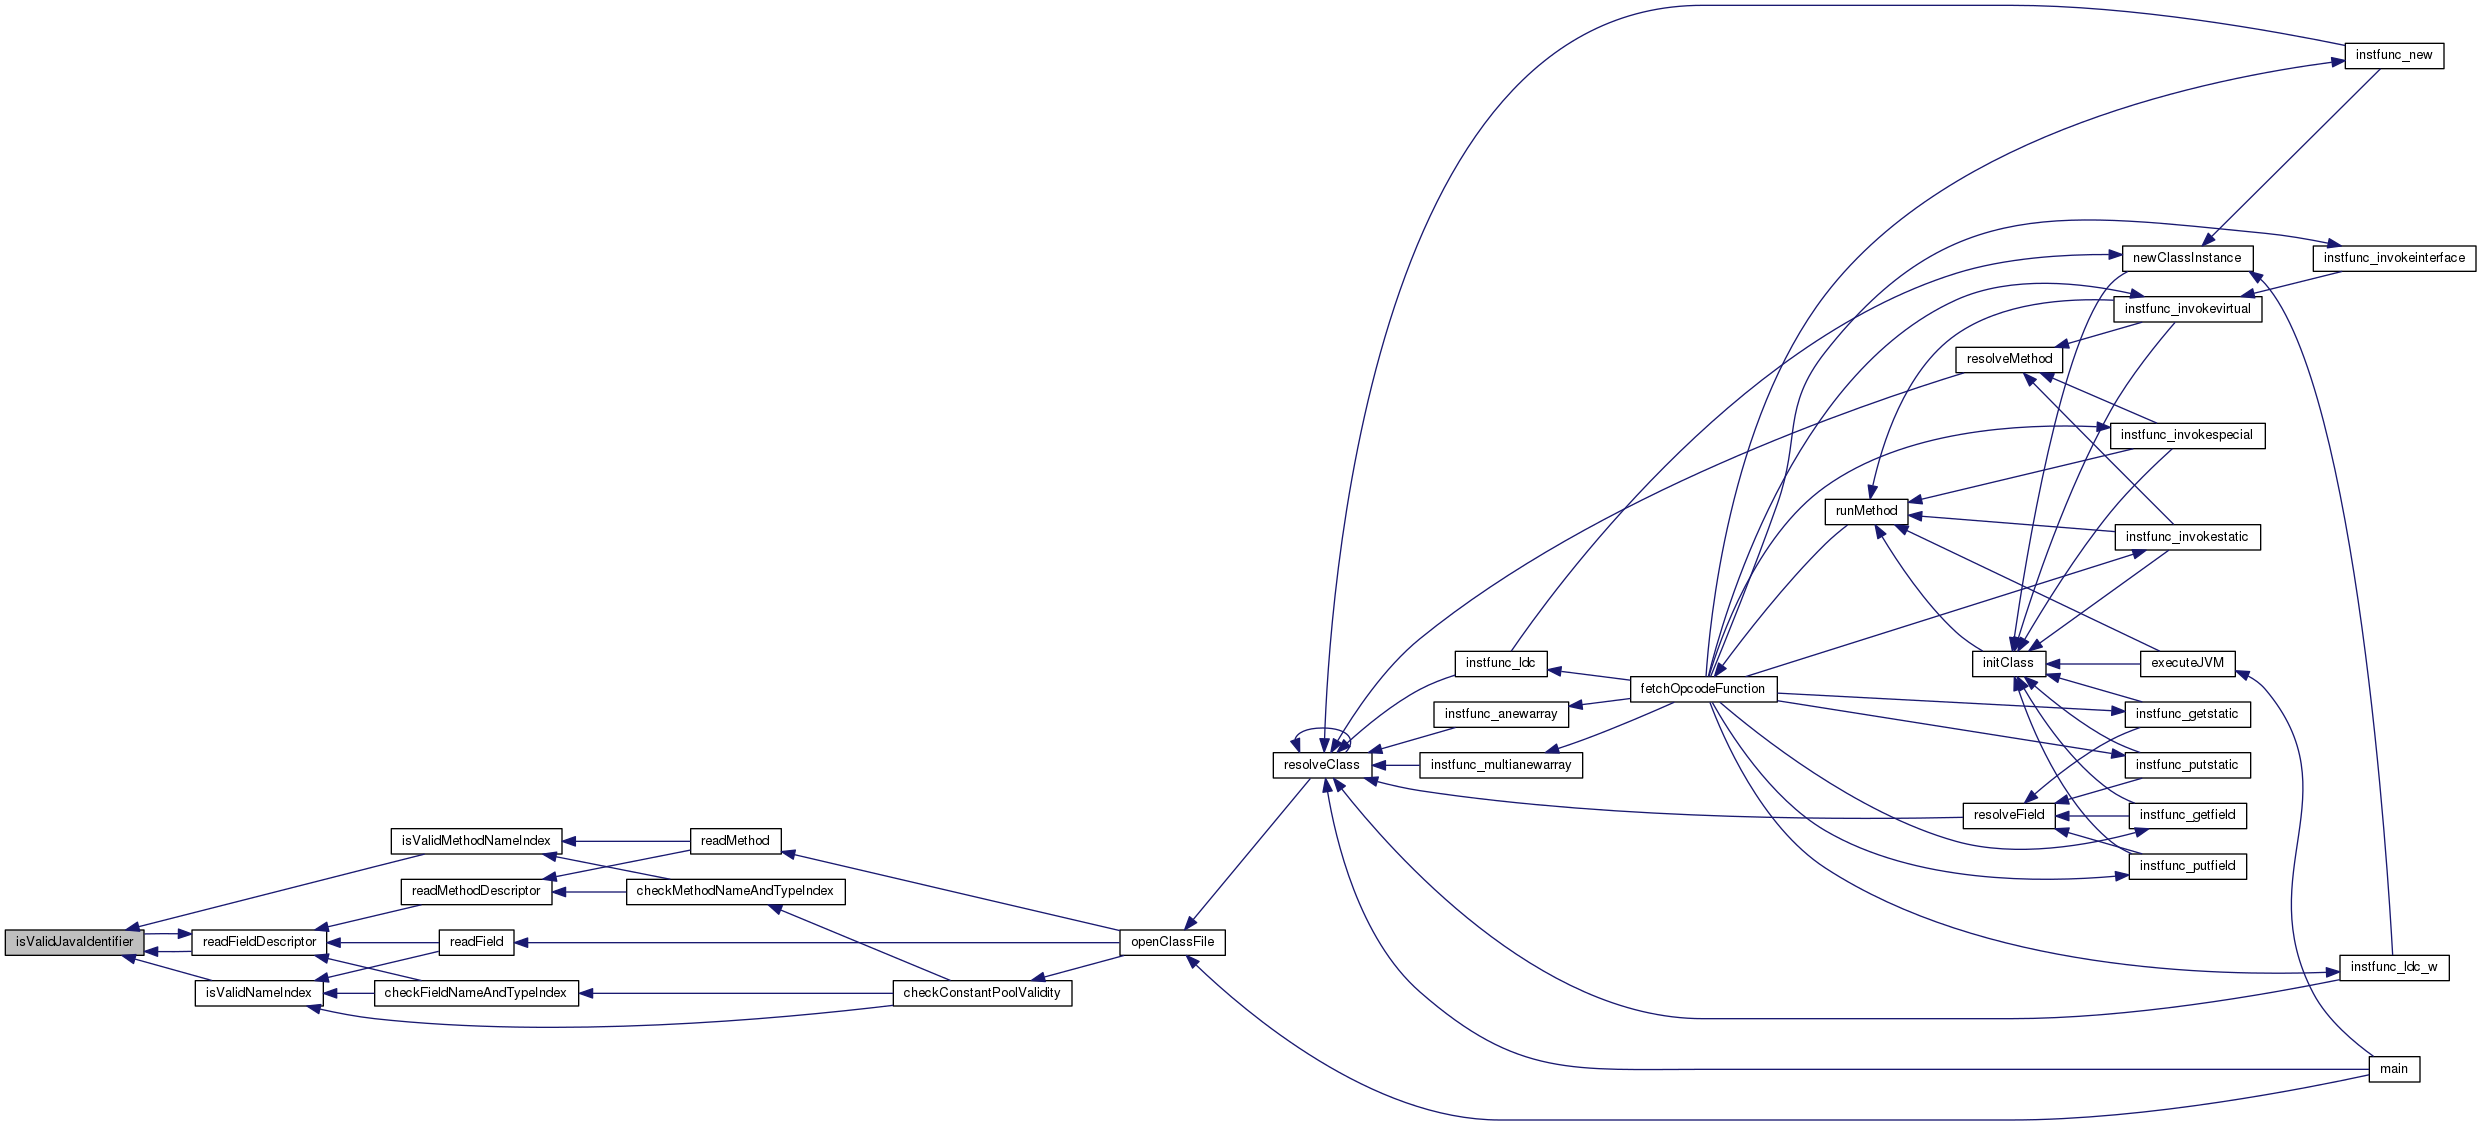 instfunc_new
newClassInstance
instfunc_invokeinterface
instfunc_invokevirtual
resolveMethod
instfunc_invokespecial
runMethod
instfunc_invokestatic
instfunc_ldc
initClass
executeJVM
fetchOpcodeFunction
instfunc_anewarray
instfunc_getstatic
resolveClass
instfunc_multianewarray
instfunc_putstatic
resolveField
instfunc_getfield
isValidMethodNameIndex
readMethod
instfunc_putfield
readMethodDescriptor
checkMethodNameAndTypeIndex
isValidJavaIdentifier
readFieldDescriptor
readField
openClassFile
instfunc_ldc_w
isValidNameIndex
checkFieldNameAndTypeIndex
checkConstantPoolValidity
main